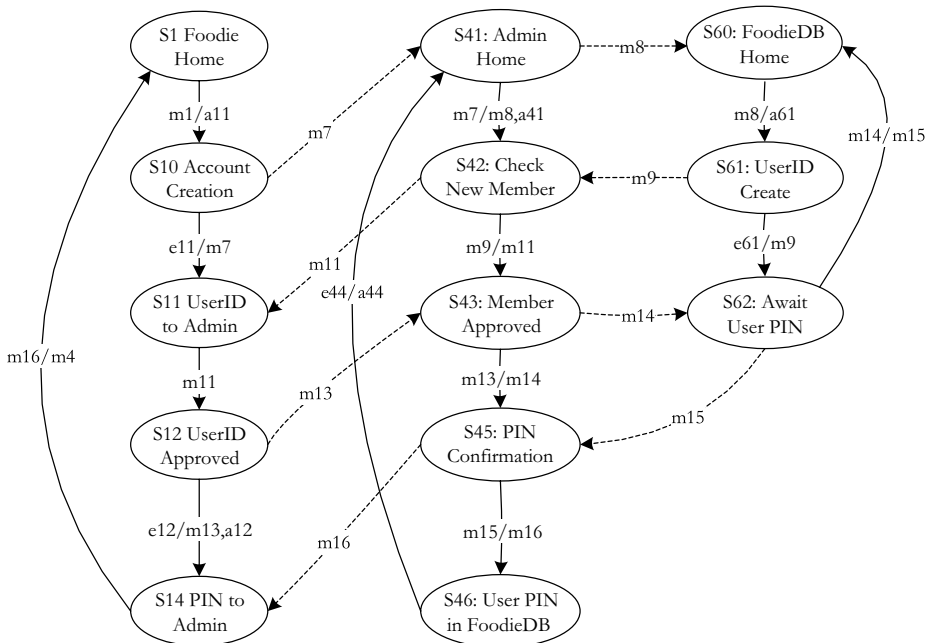 S1 Foodie
Home
S41: Admin
Home
m8
S60: FoodieDB
Home
m1/a11
m7
m7/m8,a41
m8/a61
m14/m15
S10 Account
Creation
S42: Check
New Member
m9
S61: UserID
Create
e11/m7
m11
e44/a44
m9/m11
e61/m9
S11 UserID
to Admin
S43: Member
Approved
m14
S62: Await
User PIN
m16/m4
m11
m13
m13/m14
m15
S12 UserID
Approved
S45: PIN
Confirmation
e12/m13,a12
m16
m15/m16
S14 PIN to
Admin
S46: User PIN
in FoodieDB